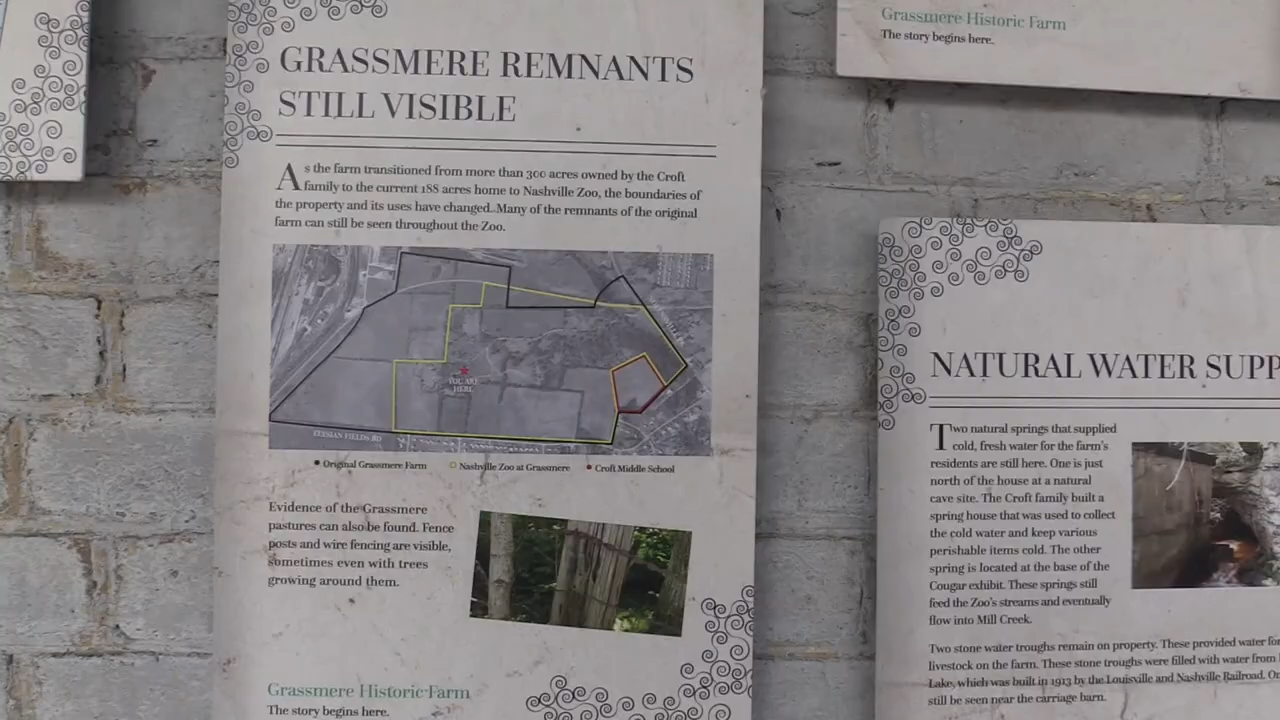 Grassmere Historic Farm
The story begins here.
GRASSMERE REMNANTS
STILL VISIBLE
As the farm transitioned from more than 300 acres owned by the Croft
family to the current 188 acres home to Nashville Zoo, the boundaries of
the property and its uses have changed. Many of the remnants of the original
farm can still be seen throughout the Zoo.
YOU ARE
HERE
ELYSIAN FIELDS RD
Original Grassmere Farm
Nashville Zoo at Grassmere
Croft Middle School
Evidence of the Grassmere
pastures can also be found. Fence
posts and wire fencing are visible,
sometimes even with trees
growing around them.
Grassmere Historic Farm
The story begins here.
NATURAL WATER SUPP
Two natural springs that supplied
cold, fresh water for the farm's
residents are still here. One is just
north of the house at a natural
cave site. The Croft family built a
spring house that was used to collect
the cold water and keep various
perishable items cold. The other
spring is located at the base of the
Cougar exhibit. These springs still
feed the Zoo's streams and eventually
flow into Mill Creek.
Two stone water troughs remain on property. These provided water for
livestock on the farm. These stone troughs were filled with water from
Lake, which was built in 1913 by the Louisville and Nashville Railroad.
still be seen near the carriage barn.